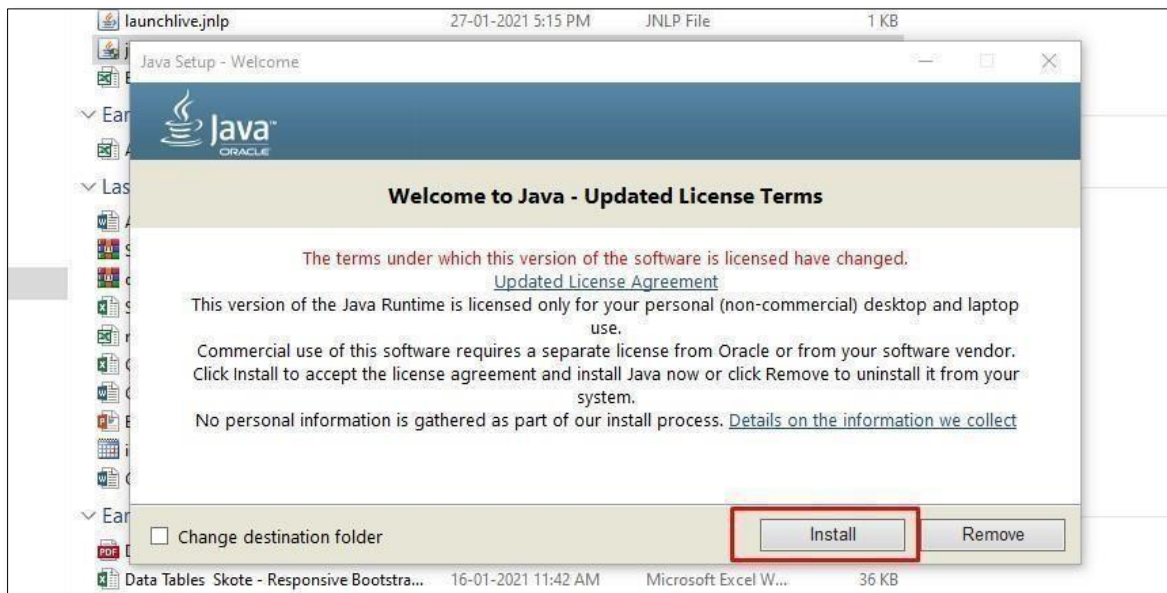 launchlive.jnlp 27-01-2021 5:15 PM JNLP File 1 KB
Java Setup - Welcome
Java™
ORACLE
Welcome to Java - Updated License Terms
The terms under which this version of the software is licensed have changed.
Updated License Agreement
This version of the Java Runtime is licensed only for your personal (non-commercial) desktop and laptop
use.
Commercial use of this software requires a separate license from Oracle or from your software vendor.
Click Install to accept the license agreement and install Java now or click Remove to uninstall it from your
system.
No personal information is gathered as part of our install process. Details on the information we collect
Ear
Las
Ear
Change destination folder
Install
Remove
PDF
Data Tables Skote - Responsive Bootstra... 16-01-2021 11:42 AM Microsoft Excel W... 36 KB